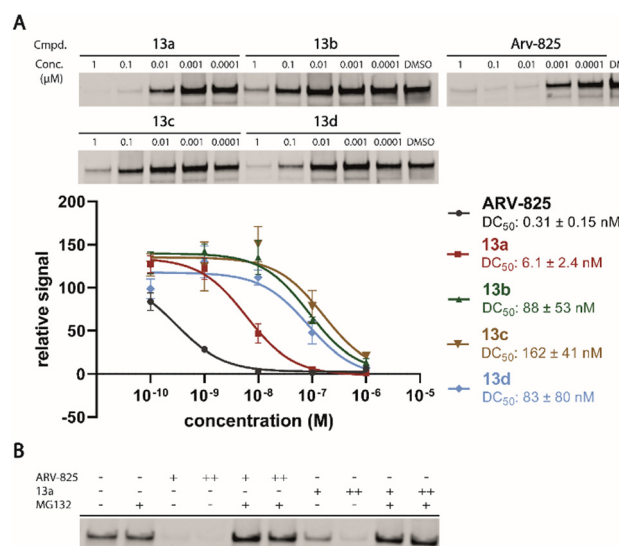 A
Cmpd. 13a 13b Arv-825
Conc. (μM) 1 0.1 0.01 0.001 0.0001 1 0.1 0.01 0.001 0.0001 DMSO 1 0.1 0.01 0.001 0.0001
13c 13d
1 0.1 0.01 0.001 0.0001 1 0.1 0.01 0.001 0.0001 DMSO
200
150
100
50
0
-50
relative signal
10⁻¹⁰ 10⁻⁹ 10⁻⁸ 10⁻⁷ 10⁻⁶ 10⁻⁵
concentration (M)
ARV-825
DC₅₀: 0.31 ± 0.15 nM
13a
DC₅₀: 6.1 ± 2.4 nM
13b
DC₅₀: 88 ± 53 nM
13c
DC₅₀: 162 ± 41 nM
13d
DC₅₀: 83 ± 80 nM
B
ARV-825 - - + ++ + ++ - - - -
13a - - - - - - + ++ + ++
MG132 - + - - + + - - + +